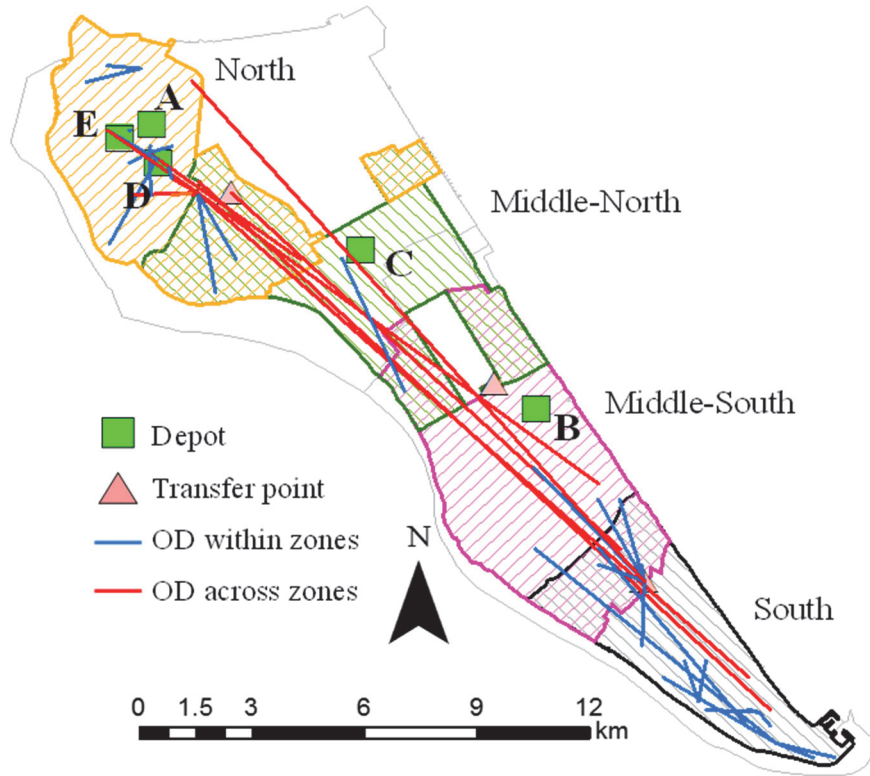 North
A
E
D
Middle-North
C
Middle-South
B
Depot
Transfer point
N
OD within zones
OD across zones
South
0 1.5 3 6 9 12
km